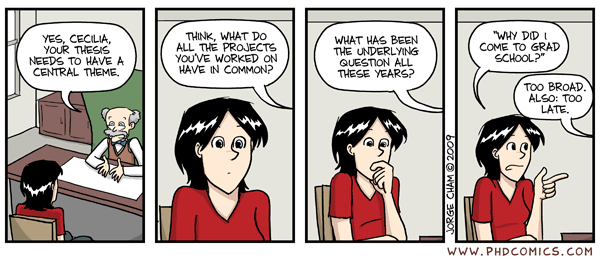 YES, CECILIA,
YOUR THESIS
NEEDS TO HAVE A
CENTRAL THEME.
THINK, WHAT DO
ALL THE PROJECTS
YOU'VE WORKED ON
HAVE IN COMMON?
WHAT HAS BEEN
THE UNDERLYING
QUESTION ALL
THESE YEARS?
"WHY DID I
COME TO GRAD
SCHOOL?"
TOO BROAD.
ALSO: TOO
LATE.
JORGE CHAM © 2009
WWW.PHDCOMICS.COM